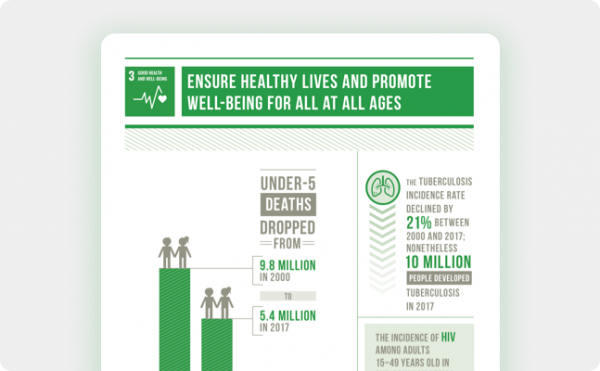 3 GOOD HEALTH
AND WELL-BEING
ENSURE HEALTHY LIVES AND PROMOTE
WELL-BEING FOR ALL AT ALL AGES
UNDER-5
DEATHS
DROPPED
FROM
9.8 MILLION
IN 2000
TO
5.4 MILLION
IN 2017
THE TUBERCULOSIS
INCIDENCE RATE
DECLINED BY
21% BETWEEN
2000 AND 2017;
NONETHELESS
10 MILLION
PEOPLE DEVELOPED
TUBERCULOSIS
IN 2017
THE INCIDENCE OF HIV
AMONG ADULTS
15–49 YEARS OLD IN